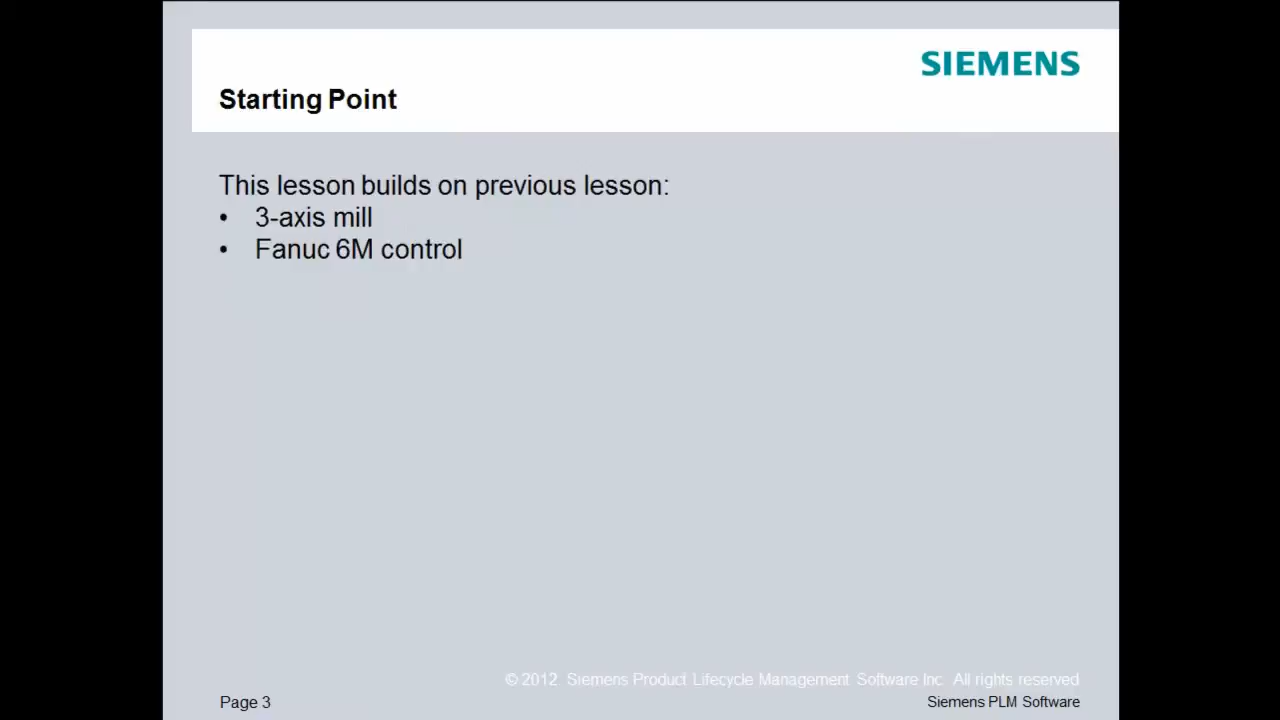 SIEMENS
Starting Point
This lesson builds on previous lesson:
• 3-axis mill
• Fanuc 6M control
© 2012 Siemens Product Lifecycle Management Software Inc. All rights reserved
Page 3
Siemens PLM Software